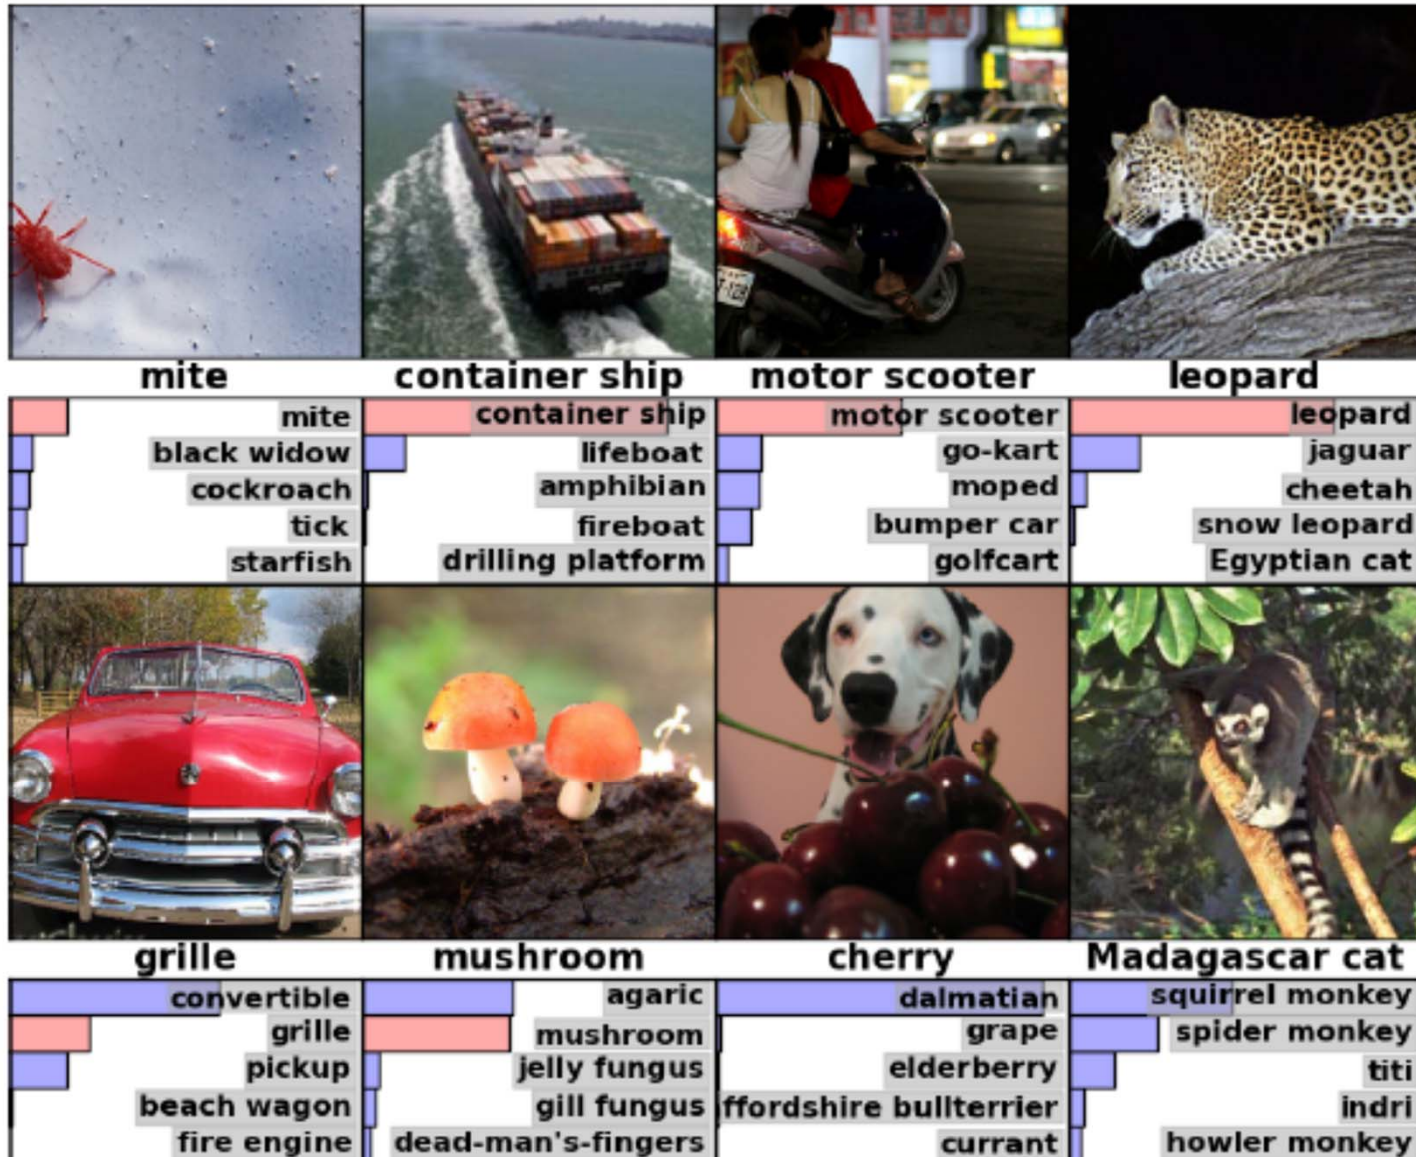 mite
container ship
motor scooter
leopard
mite
black widow
cockroach
tick
starfish
container ship
lifeboat
amphibian
fireboat
drilling platform
motor scooter
go-kart
moped
bumper car
golfcart
leopard
jaguar
cheetah
snow leopard
Egyptian cat
grille
mushroom
cherry
Madagascar cat
convertible
grille
pickup
beach wagon
fire engine
agaric
mushroom
jelly fungus
gill fungus
dead-man's-fingers
dalmatian
grape
elderberry
ffordshire bullterrier
currant
squirrel monkey
spider monkey
titi
indri
howler monkey